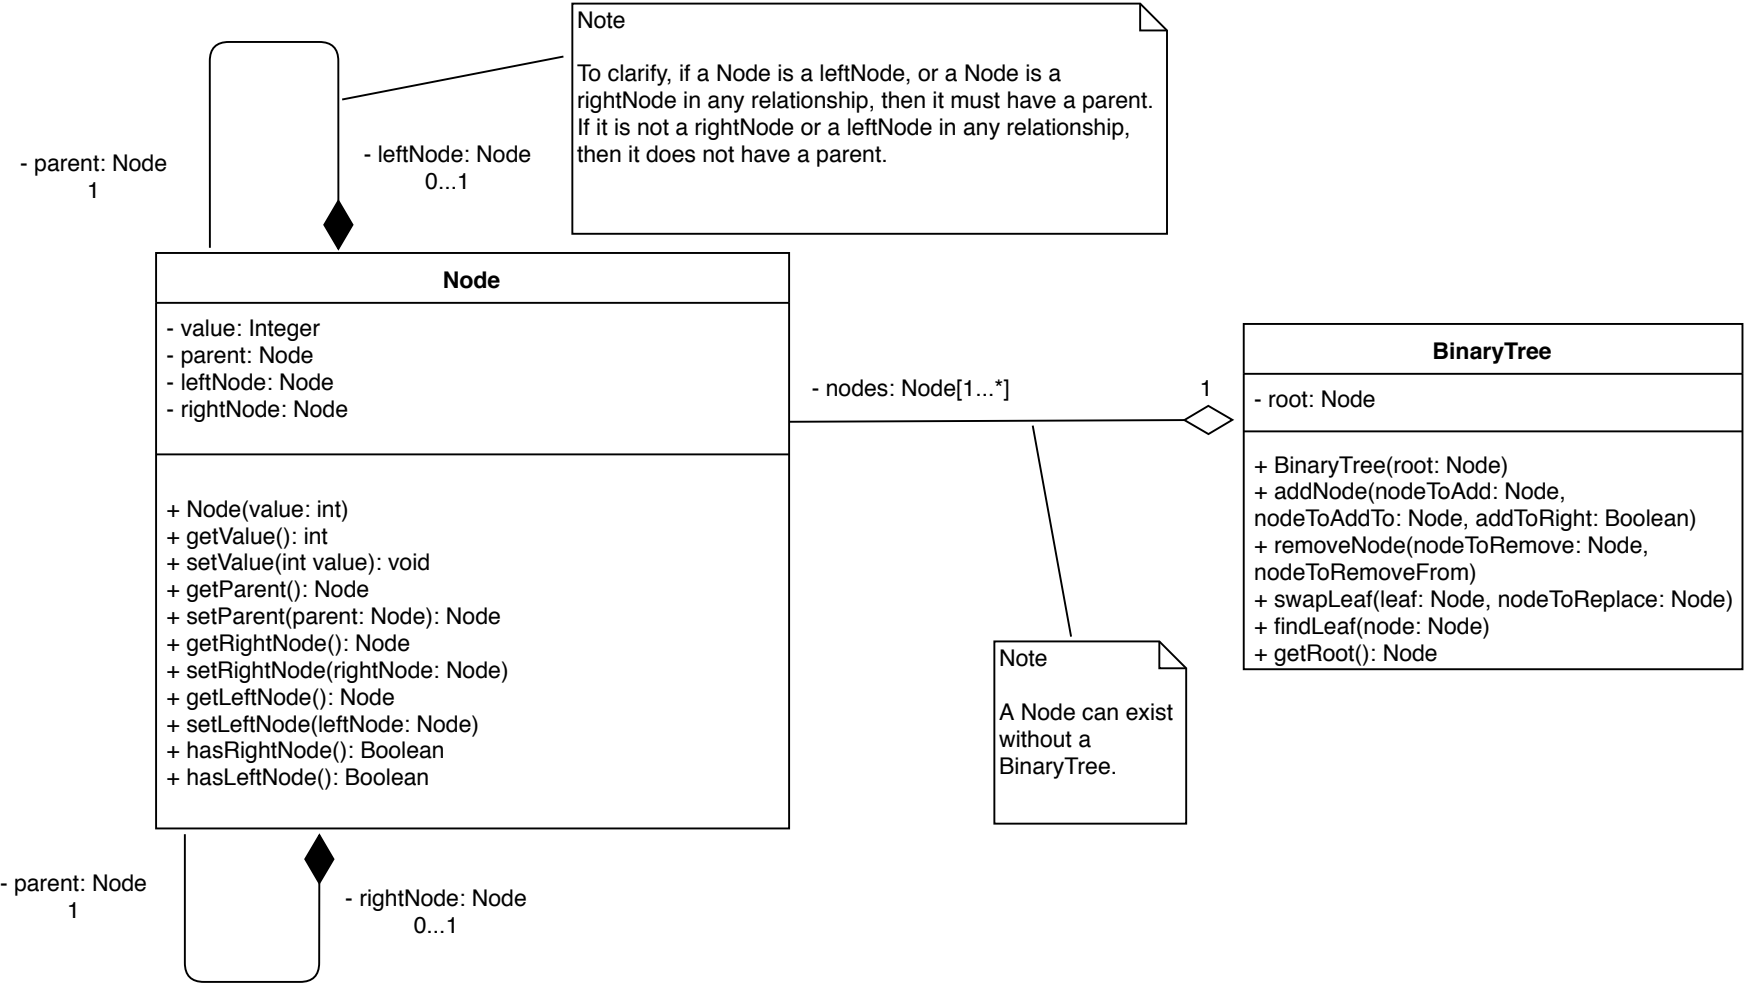 Note
To clarify, if a Node is a leftNode, or a Node is a
rightNode in any relationship, then it must have a parent.
If it is not a rightNode or a leftNode in any relationship,
then it does not have a parent.
- parent: Node
1
- leftNode: Node
0...1
Node
- value: Integer
- parent: Node
- leftNode: Node
- rightNode: Node
+ Node(value: int)
+ getValue(): int
+ setValue(int value): void
+ getParent(): Node
+ setParent(parent: Node): Node
+ getRightNode(): Node
+ setRightNode(rightNode: Node)
+ getLeftNode(): Node
+ setLeftNode(leftNode: Node)
+ hasRightNode(): Boolean
+ hasLeftNode(): Boolean
- nodes: Node[1...*]
1
BinaryTree
- root: Node
+ BinaryTree(root: Node)
+ addNode(nodeToAdd: Node,
nodeToAddTo: Node, addToRight: Boolean)
+ removeNode(nodeToRemove: Node,
nodeToRemoveFrom)
+ swapLeaf(leaf: Node, nodeToReplace: Node)
+ findLeaf(node: Node)
+ getRoot(): Node
Note
A Node can exist
without a
BinaryTree.
- parent: Node
1
- rightNode: Node
0...1